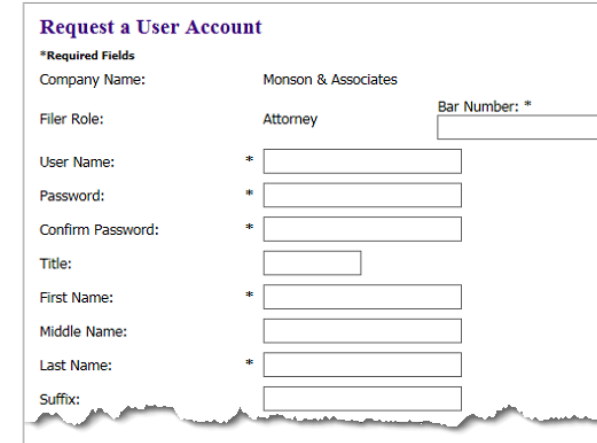 Request a User Account
*Required Fields
Company Name: Monson & Associates
Bar Number: *
Filer Role: Attorney
User Name: *
Password: *
Confirm Password: *
Title:
First Name: *
Middle Name:
Last Name: *
Suffix: